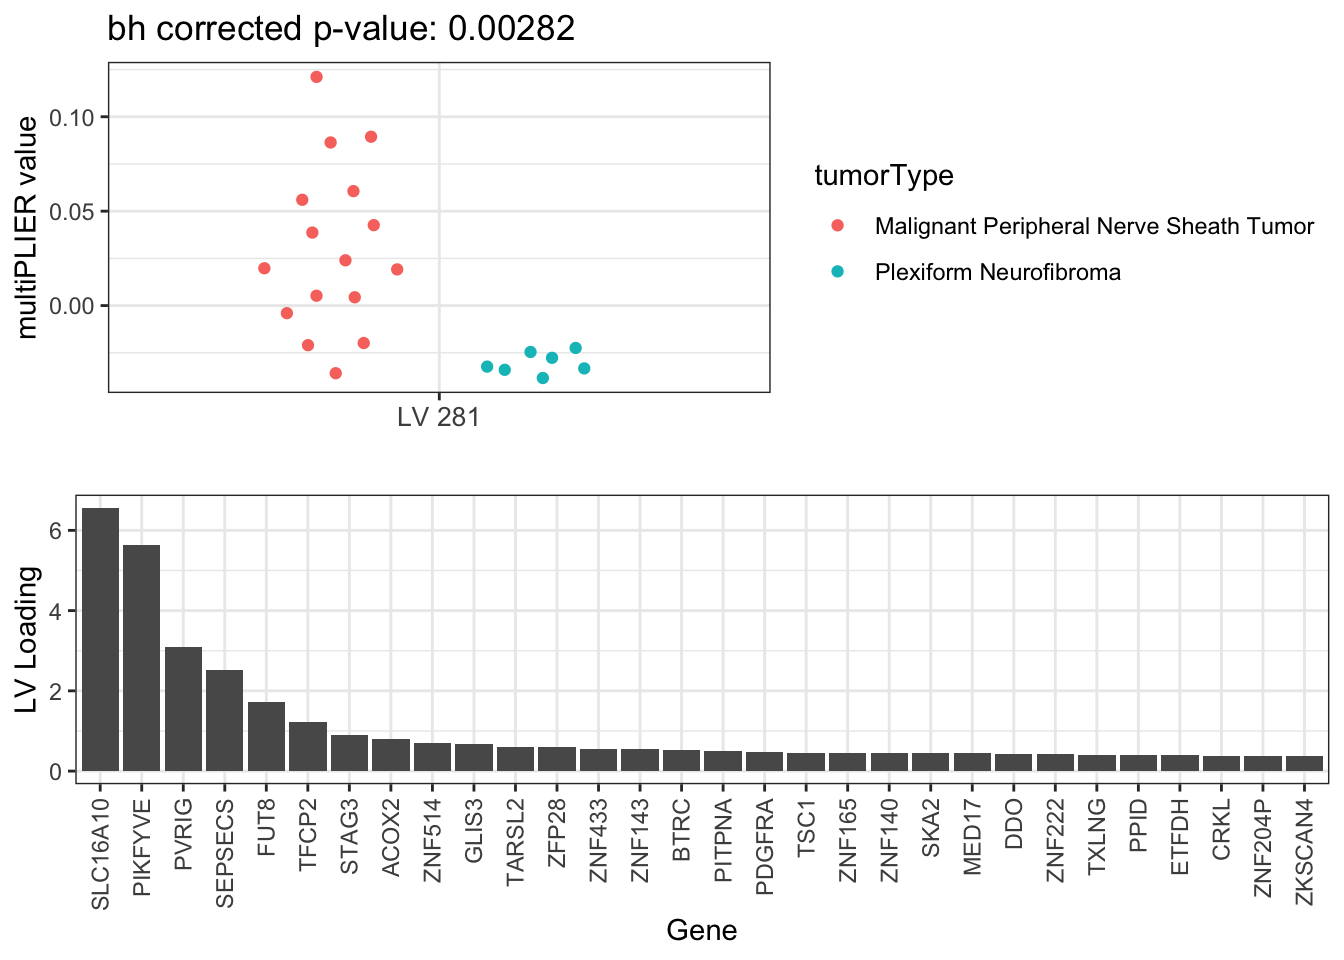 bh corrected p-value: 0.00282
multiPLIER value
0.10
0.05
0.00
LV 281
tumorType
Malignant Peripheral Nerve Sheath Tumor
Plexiform Neurofibroma
LV Loading
6
4
2
0
SLC16A10
PIKFYVE
PVRIG
SEPSECS
FUT8
TFCP2
STAG3
ACOX2
ZNF514
GLIS3
TARSL2
ZFP28
ZNF433
ZNF143
BTRC
PITPNA
PDGFRA
TSC1
ZNF165
ZNF140
SKA2
MED17
DDO
ZNF222
TXLNG
PPID
ETFDH
CRKL
ZNF204P
ZKSCAN4
Gene